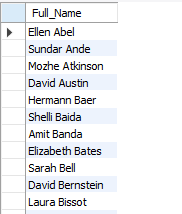 Full_Name
Ellen Abel
Sundar Ande
Mozhe Atkinson
David Austin
Hermann Baer
Shelli Baida
Amit Banda
Elizabeth Bates
Sarah Bell
David Bernstein
Laura Bissot